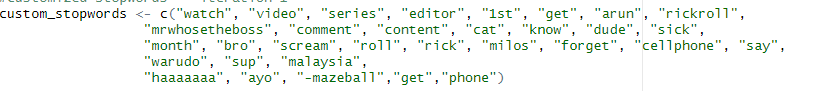 custom_stopwords <- c("watch", "video", "series", "editor", "1st", "get", "arun", "rickroll",
"mrwhosetheboss", "comment", "content", "cat", "know", "dude", "sick",
"month", "bro", "scream", "roll", "rick", "milos", "forget", "cellphone", "say",
"warudo", "sup", "malaysia",
"haaaaaaa", "ayo", "-mazeball","get","phone")